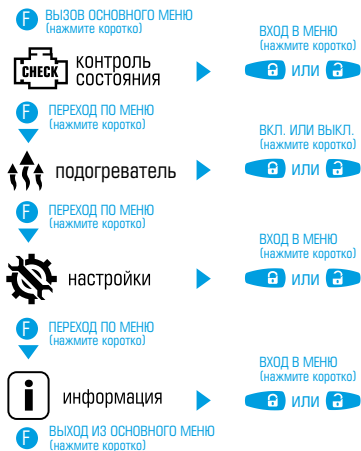 F ВЫЗОВ ОСНОВНОГО МЕНЮ
(нажмите коротко)
ВХОД В МЕНЮ
(нажмите коротко)
CHECK контроль
состояния
или
F ПЕРЕХОД ПО МЕНЮ
(нажмите коротко)
ВКЛ. ИЛИ ВЫКЛ.
(нажмите коротко)
подогреватель
или
F ПЕРЕХОД ПО МЕНЮ
(нажмите коротко)
ВХОД В МЕНЮ
(нажмите коротко)
настройки
или
F ПЕРЕХОД ПО МЕНЮ
(нажмите коротко)
ВХОД В МЕНЮ
(нажмите коротко)
i информация
или
F ВЫХОД ИЗ ОСНОВНОГО МЕНЮ
(нажмите коротко)